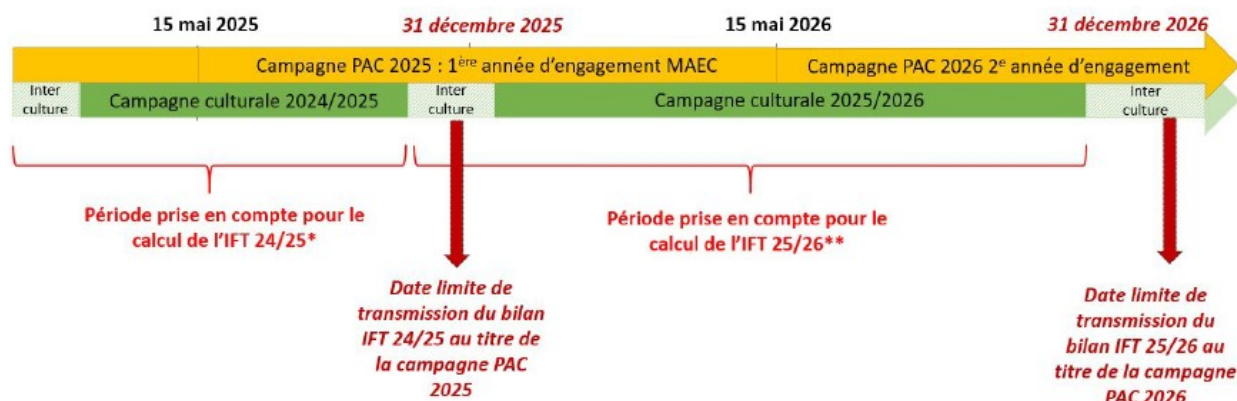 15 mai 2025
31 décembre 2025
15 mai 2026
31 décembre 2026
Campagne PAC 2025 : 1ère année d'engagement MAEC
Campagne PAC 2026 2e année d'engagement
Inter
culture
Campagne culturale 2024/2025
Inter
culture
Campagne culturale 2025/2026
Inter
culture
Période prise en compte pour le
calcul de l'IFT 24/25*
Période prise en compte pour le
calcul de l'IFT 25/26**
Date limite de
transmission du bilan
IFT 24/25 au titre de
la campagne PAC
2025
Date limite de
transmission du
bilan IFT 25/26 au
titre de la campagne
PAC 2026